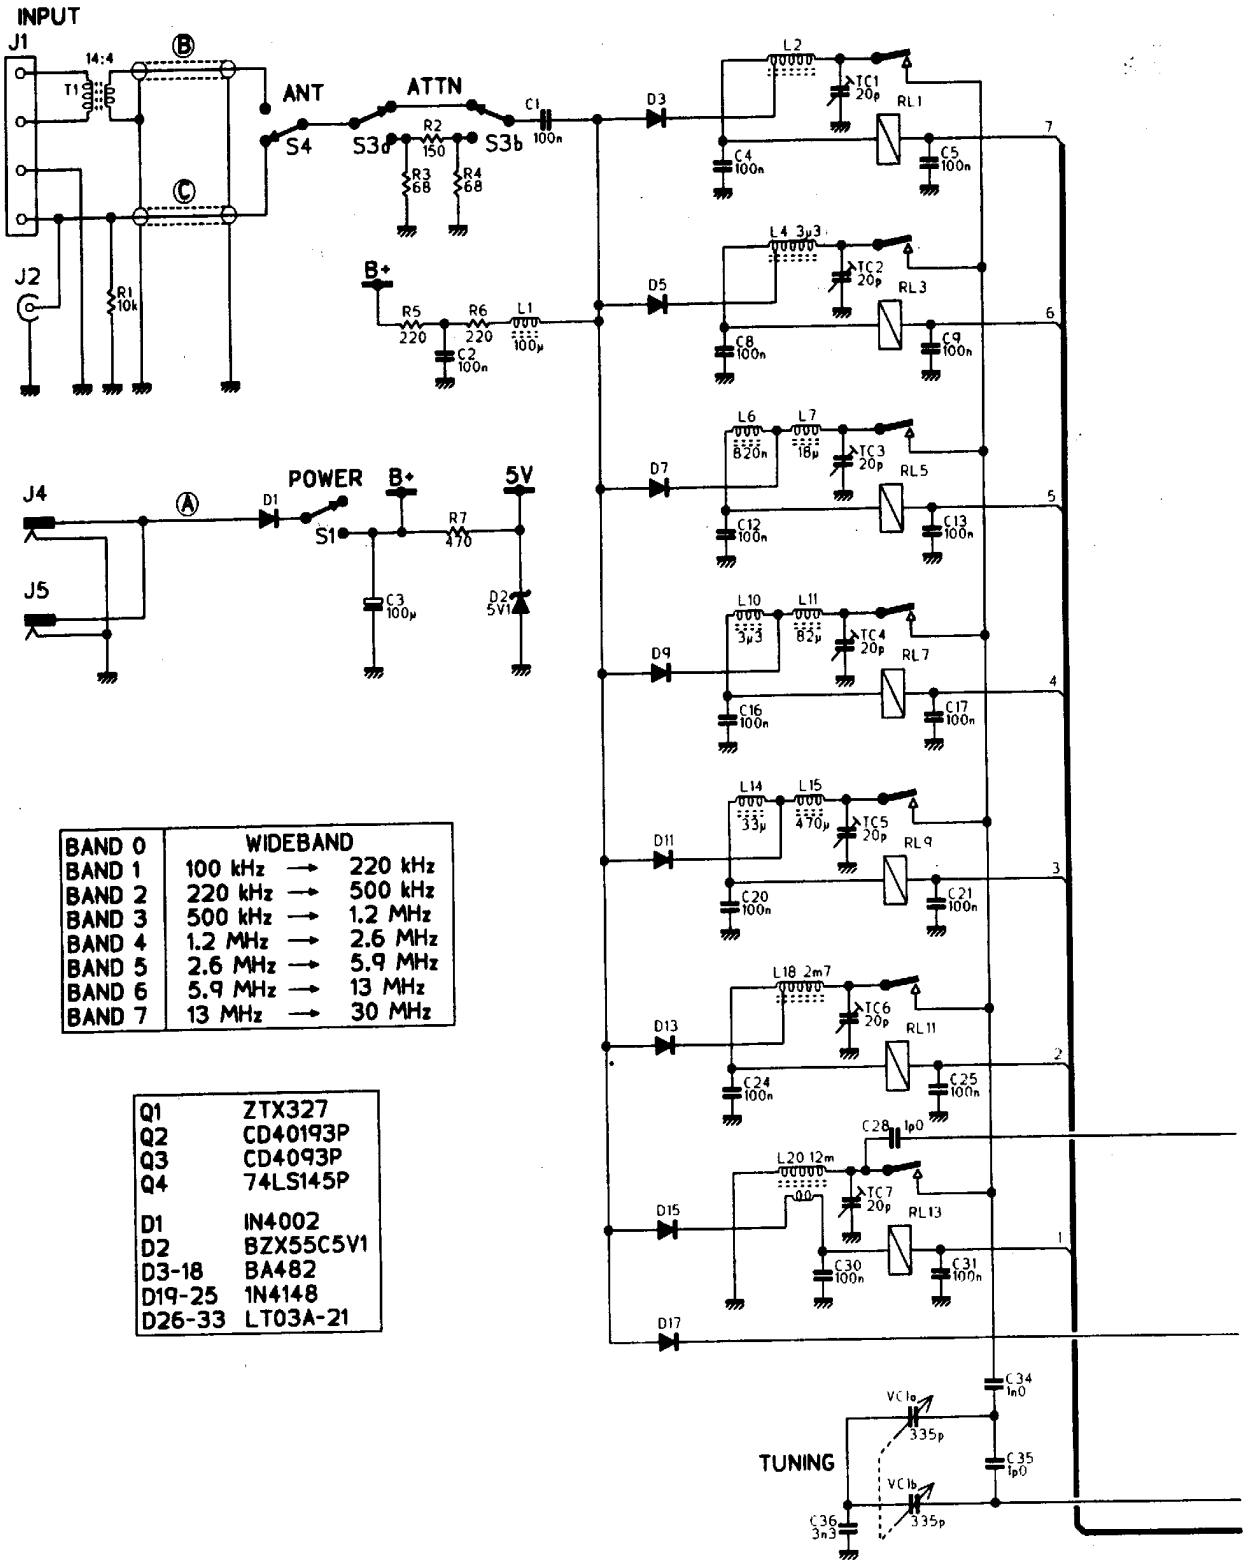 INPUT
J1
14:4
T1
B
ANT
S4
ATTN
S3a
R2
150
S3b
R3
68
R4
68
C1
100n
C
J2
R1
10k
B+
R5
220
R6
220
L1
100µ
C2
100n
D3
L2
TC1
20p
RL1
C4
100n
C5
100n
7
D5
L4 3µ3
TC2
20p
RL3
C8
100n
C9
100n
6
D7
L6
820n
L7
18µ
TC3
20p
RL5
C12
100n
C13
100n
5
J4
A
D1
POWER
S1
B+
R7
470
5V
C3
100µ
D2
5V1
J5
D9
L10
3µ3
L11
82µ
TC4
20p
RL7
C16
100n
C17
100n
4
D11
L14
33µ
L15
470µ
TC5
20p
RL9
C20
100n
C21
100n
3
BAND 0 WIDEBAND
BAND 1 100 kHz → 220 kHz
BAND 2 220 kHz → 500 kHz
BAND 3 500 kHz → 1.2 MHz
BAND 4 1.2 MHz → 2.6 MHz
BAND 5 2.6 MHz → 5.9 MHz
BAND 6 5.9 MHz → 13 MHz
BAND 7 13 MHz → 30 MHz
D13
L18 2m7
TC6
20p
RL11
C24
100n
C25
100n
2
Q1 ZTX327
Q2 CD40193P
Q3 CD4093P
Q4 74LS145P
D1 IN4002
D2 BZX55C5V1
D3-18 BA482
D19-25 1N4148
D26-33 LT03A-21
C28 1p0
L20 12m
TC7
20p
RL13
D15
C30
100n
C31
100n
1
D17
C34
1n0
VC1a
335p
TUNING
C35
1p0
VC1b
335p
C36
3n3